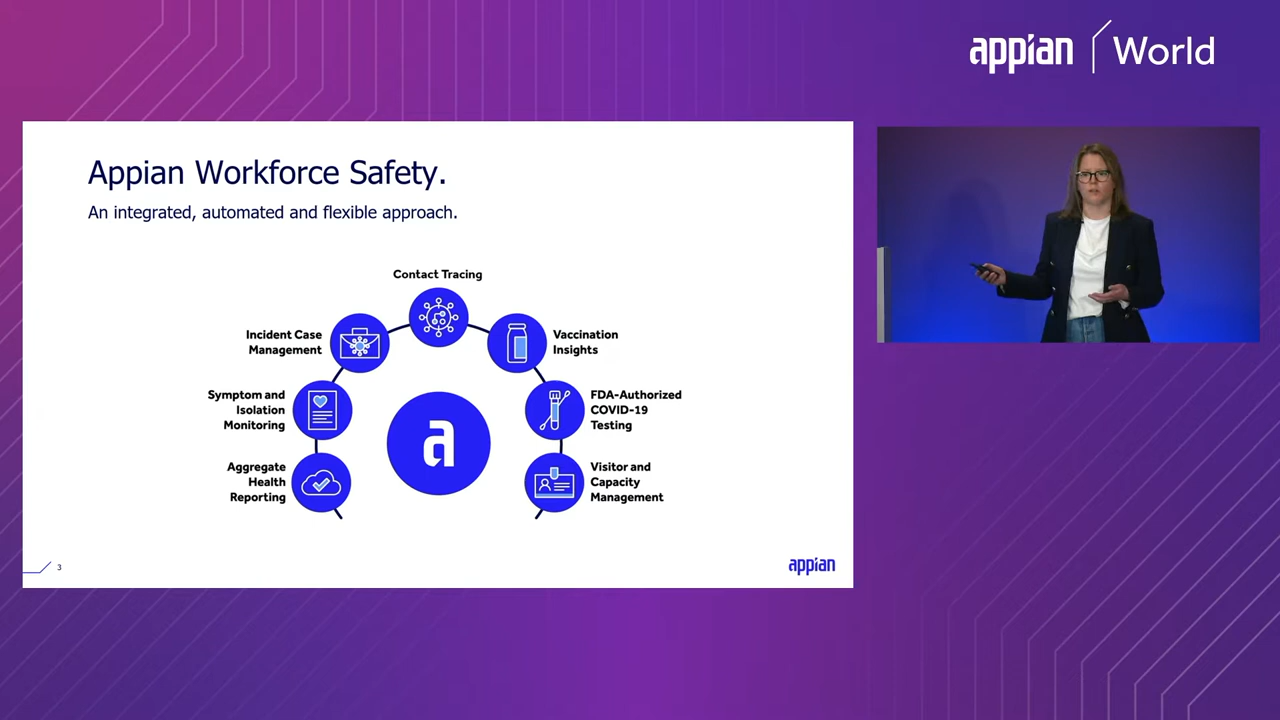 appian World
Appian Workforce Safety.
An integrated, automated and flexible approach.
Contact Tracing
Incident Case
Management
Vaccination
Insights
Symptom and
Isolation
Monitoring
FDA-Authorized
COVID-19
Testing
a
Aggregate
Health
Reporting
Visitor and
Capacity
Management
3
appian